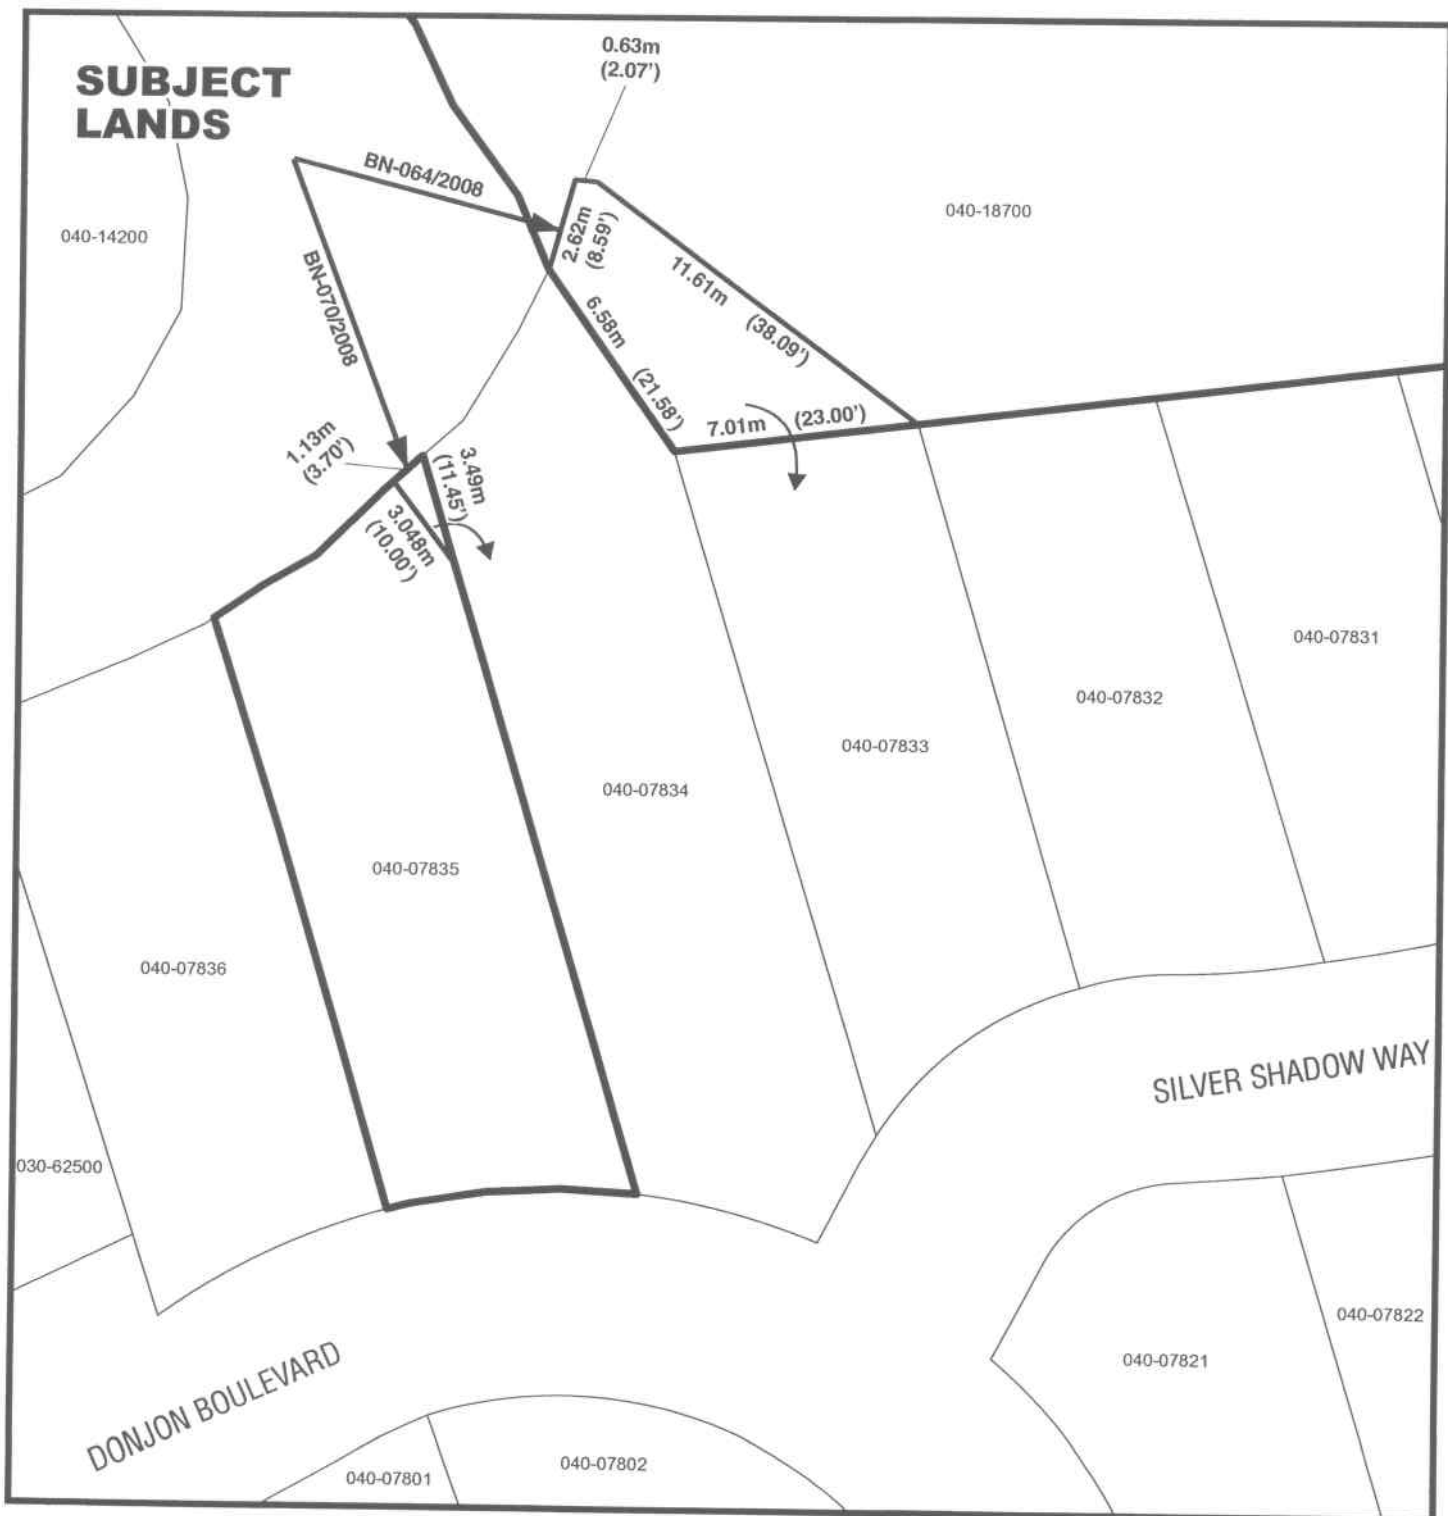 SUBJECT
LANDS
0.63m
(2.07')
BN-064/2008
040-18700
040-14200
2.62m
(8.59')
BN-070/2008
11.61m (38.09')
6.58m (21.58')
7.01m (23.00')
1.13m
(3.70')
3.49m
(11.45')
3.048m
(10.00')
040-07831
040-07832
040-07833
040-07834
040-07835
040-07836
SILVER SHADOW WAY
030-62500
040-07822
040-07821
DONJON BOULEVARD
040-07802
040-07801